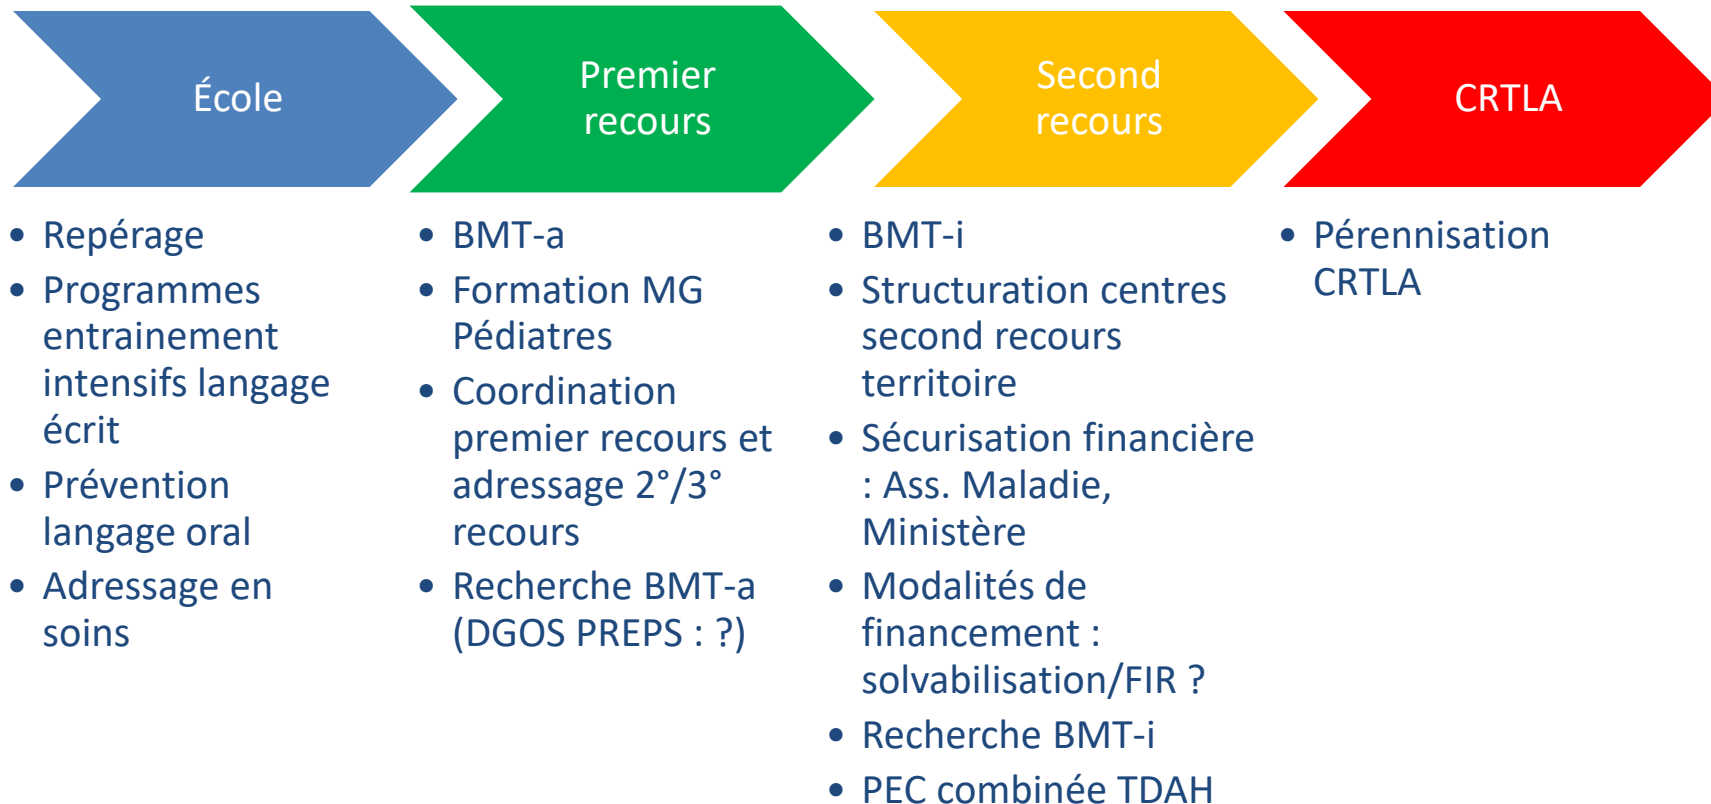 École
Premier
recours
Second
recours
CRTLA
• Repérage
• Programmes
entrainement
intensifs langage
écrit
• Prévention
langage oral
• Adressage en
soins
• BMT-a
• Formation MG
Pédiatres
• Coordination
premier recours et
adressage 2°/3°
recours
• Recherche BMT-a
(DGOS PREPS : ?)
• BMT-i
• Structuration centres
second recours
territoire
• Sécurisation financière
: Ass. Maladie,
Ministère
• Modalités de
financement :
solvabilisation/FIR ?
• Recherche BMT-i
• PEC combinée TDAH
• Pérennisation
CRTLA